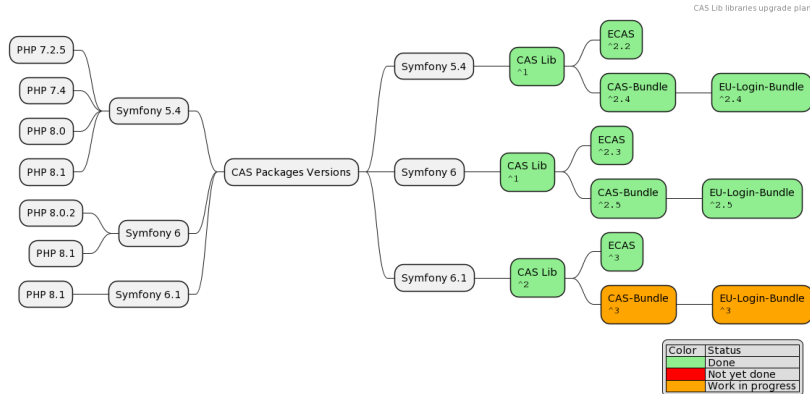 CAS Lib libraries upgrade plan
PHP 7.2.5
PHP 7.4
PHP 8.0
PHP 8.1
Symfony 5.4
PHP 8.0.2
PHP 8.1
Symfony 6
PHP 8.1
Symfony 6.1
CAS Packages Versions
Symfony 5.4
CAS Lib
^1
ECAS
^2.2
CAS-Bundle
^2.4
EU-Login-Bundle
^2.4
Symfony 6
CAS Lib
^1
ECAS
^2.3
CAS-Bundle
^2.5
EU-Login-Bundle
^2.5
Symfony 6.1
CAS Lib
^2
ECAS
^3
CAS-Bundle
^3
EU-Login-Bundle
^3
Color Status
Done
Not yet done
Work in progress